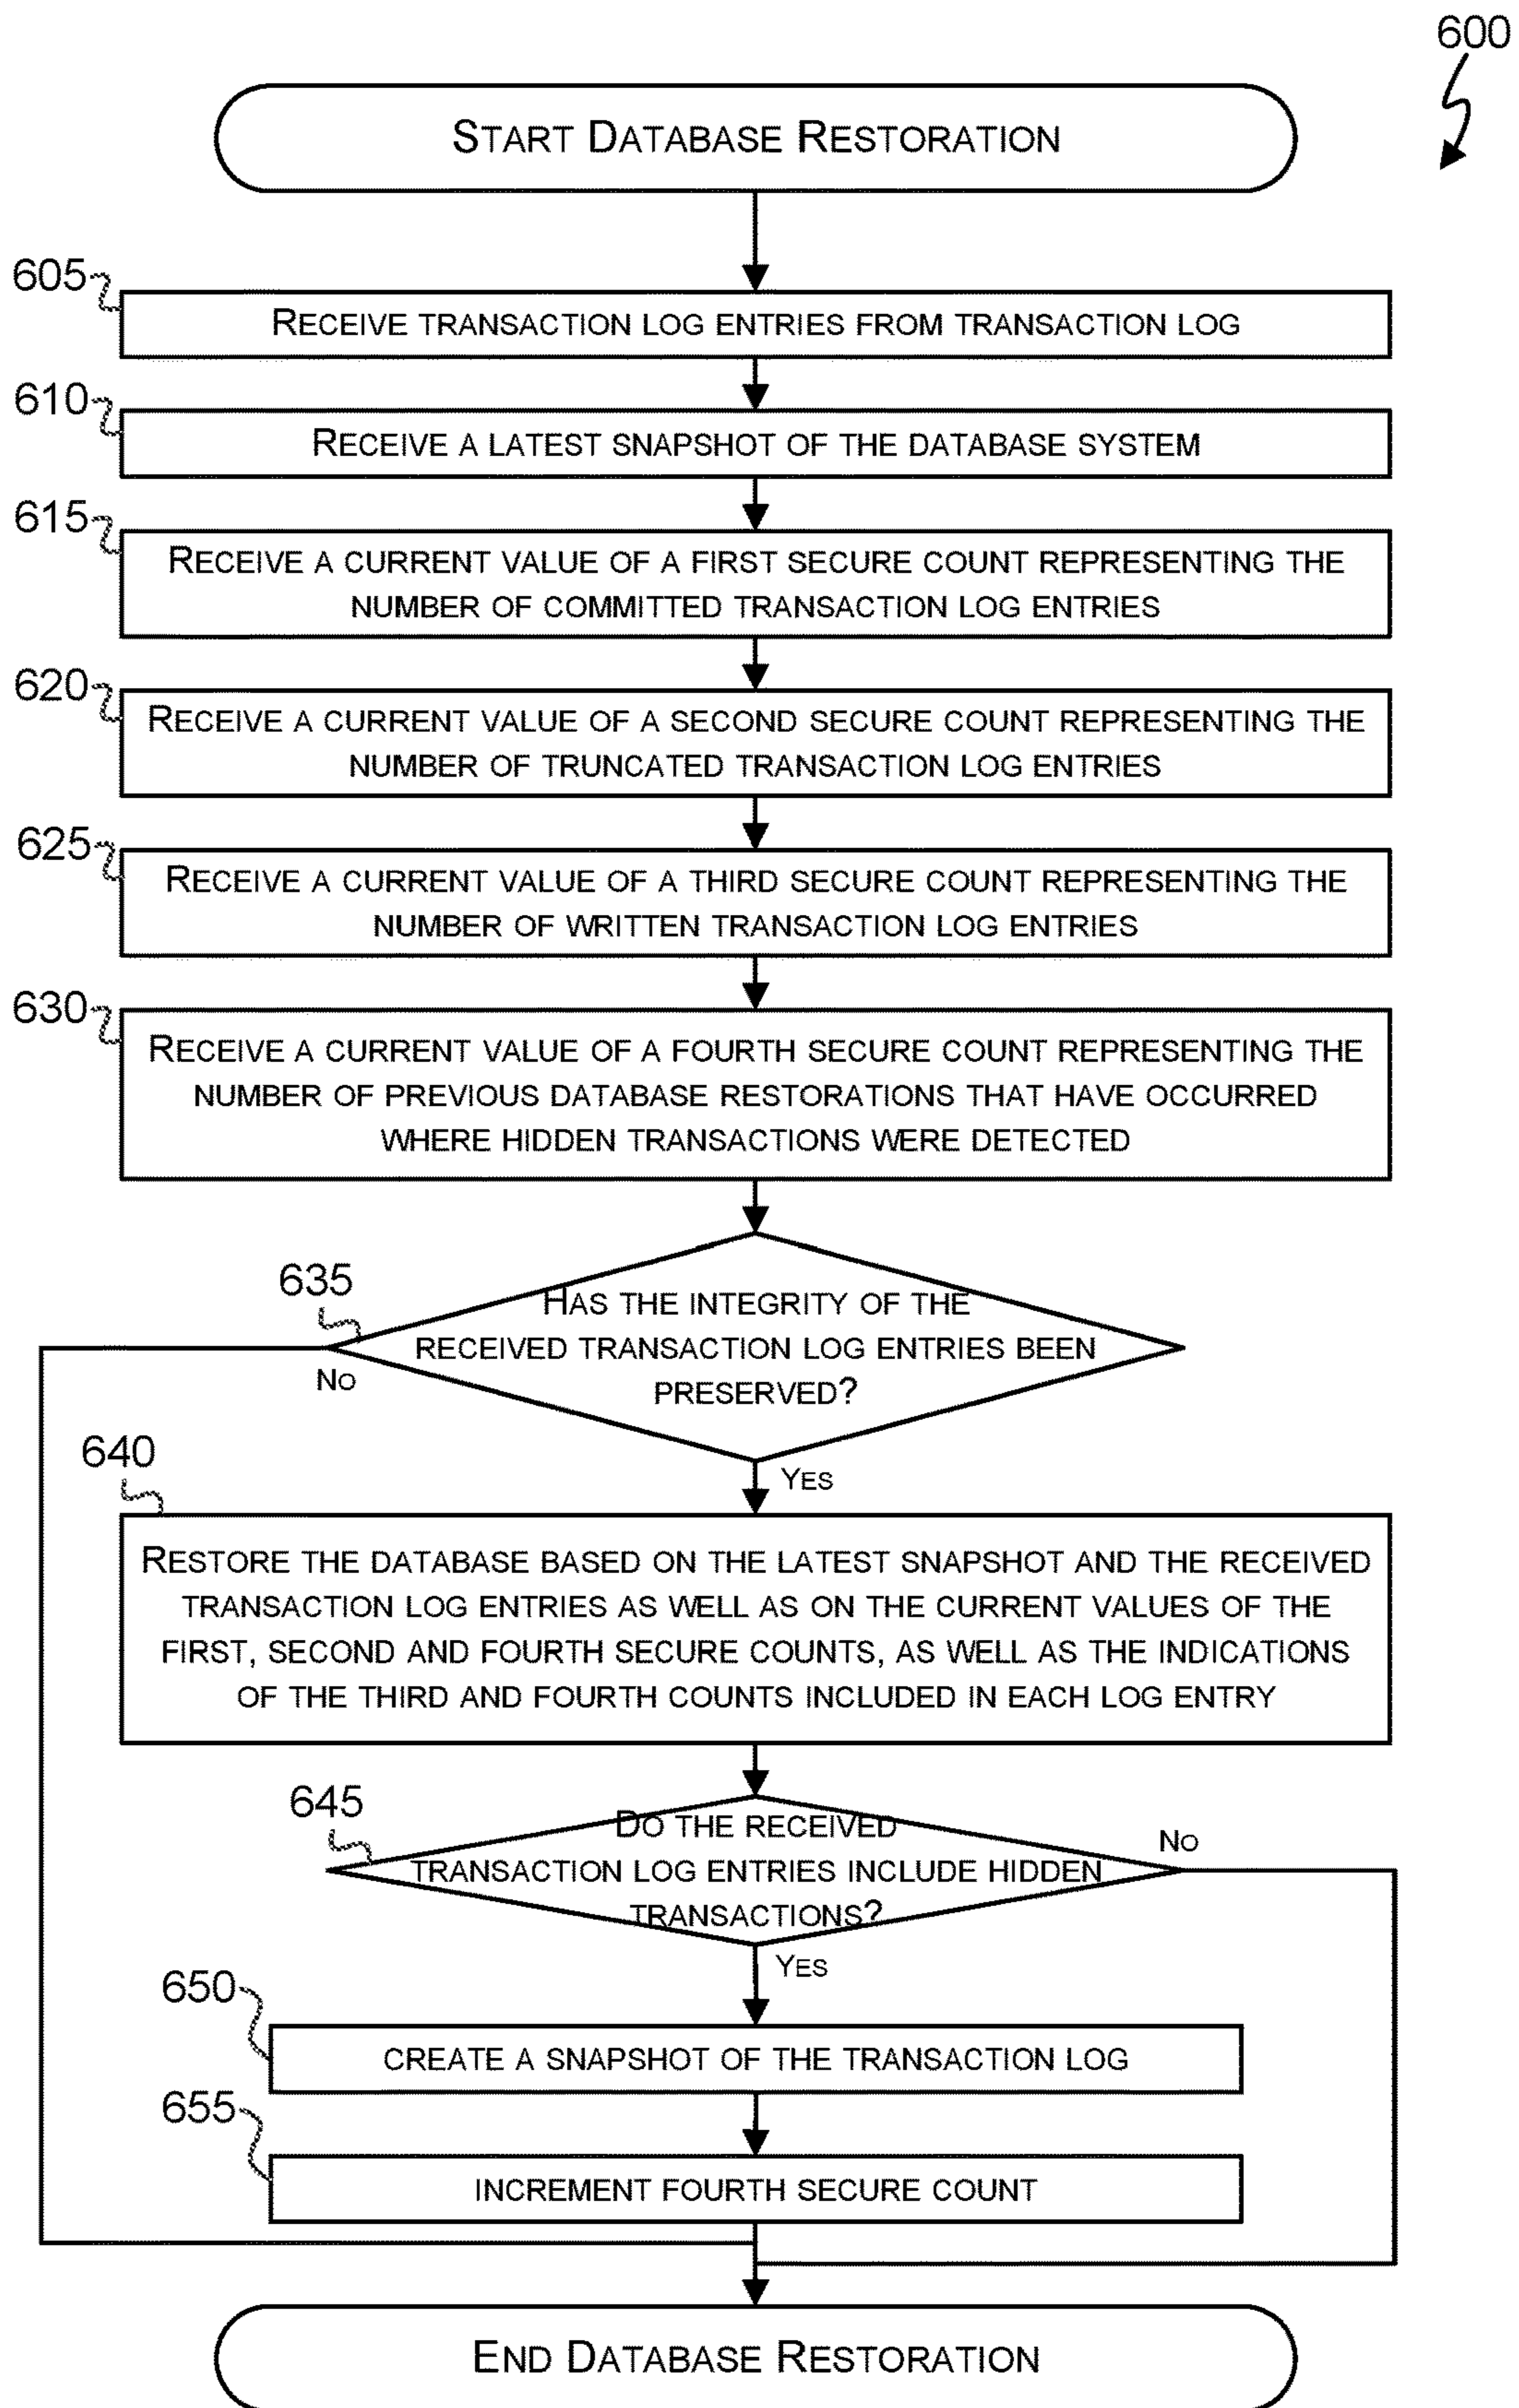 600
START DATABASE RESTORATION
605
RECEIVE TRANSACTION LOG ENTRIES FROM TRANSACTION LOG
610
RECEIVE A LATEST SNAPSHOT OF THE DATABASE SYSTEM
615
RECEIVE A CURRENT VALUE OF A FIRST SECURE COUNT REPRESENTING THE
NUMBER OF COMMITTED TRANSACTION LOG ENTRIES
620
RECEIVE A CURRENT VALUE OF A SECOND SECURE COUNT REPRESENTING THE
NUMBER OF TRUNCATED TRANSACTION LOG ENTRIES
625
RECEIVE A CURRENT VALUE OF A THIRD SECURE COUNT REPRESENTING THE
NUMBER OF WRITTEN TRANSACTION LOG ENTRIES
630
RECEIVE A CURRENT VALUE OF A FOURTH SECURE COUNT REPRESENTING THE
NUMBER OF PREVIOUS DATABASE RESTORATIONS THAT HAVE OCCURRED
WHERE HIDDEN TRANSACTIONS WERE DETECTED
635
HAS THE INTEGRITY OF THE
RECEIVED TRANSACTION LOG ENTRIES BEEN
PRESERVED?
NO
YES
640
RESTORE THE DATABASE BASED ON THE LATEST SNAPSHOT AND THE RECEIVED
TRANSACTION LOG ENTRIES AS WELL AS ON THE CURRENT VALUES OF THE
FIRST, SECOND AND FOURTH SECURE COUNTS, AS WELL AS THE INDICATIONS
OF THE THIRD AND FOURTH COUNTS INCLUDED IN EACH LOG ENTRY
645
DO THE RECEIVED
TRANSACTION LOG ENTRIES INCLUDE HIDDEN
TRANSACTIONS?
NO
YES
650
CREATE A SNAPSHOT OF THE TRANSACTION LOG
655
INCREMENT FOURTH SECURE COUNT
END DATABASE RESTORATION